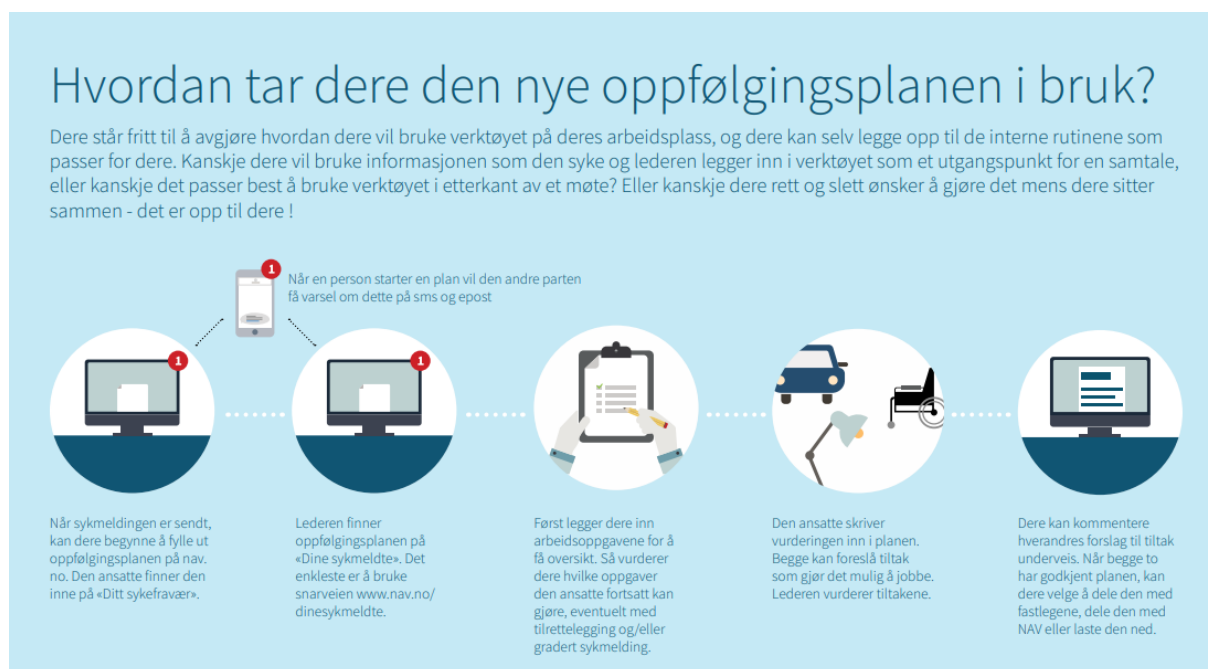 Hvordan tar dere den nye oppfølgingsplanen i bruk?
Dere står fritt til å avgjøre hvordan dere vil bruke verktøyet på deres arbeidsplass, og dere kan selv legge opp til de interne rutinene som
passer for dere. Kanskje dere vil bruke informasjonen som den syke og lederen legger inn i verktøyet som et utgangspunkt for en samtale,
eller kanskje det passer best å bruke verktøyet i etterkant av et møte? Eller kanskje dere rett og slett ønsker å gjøre det mens dere sitter
sammen - det er opp til dere !
1
Når en person starter en plan vil den andre parten
få varsel om dette på sms og epost
1
1
Når sykmeldingen er sendt,
kan dere begynne å fylle ut
oppfølgingsplanen på nav.
no. Den ansatte finner den
inne på «Ditt sykefravær».
Lederen finner
oppfølgingsplanen på
«Dine sykmeldte». Det
enkleste er å bruke
snarveien www.nav.no/
dinesykmeldte.
Først legger dere inn
arbeidsoppgavene for å
få oversikt. Så vurderer
dere hvilke oppgaver
den ansatte fortsatt kan
gjøre, eventuelt med
tilrettelegging og/eller
gradert sykmelding.
Den ansatte skriver
vurderingen inn i planen.
Begge kan foreslå tiltak
som gjør det mulig å jobbe.
Lederen vurderer tiltakene.
Dere kan kommentere
hverandres forslag til tiltak
underveis. Når begge to
har godkjent planen, kan
dere velge å dele den med
fastlegene, dele den med
NAV eller laste den ned.